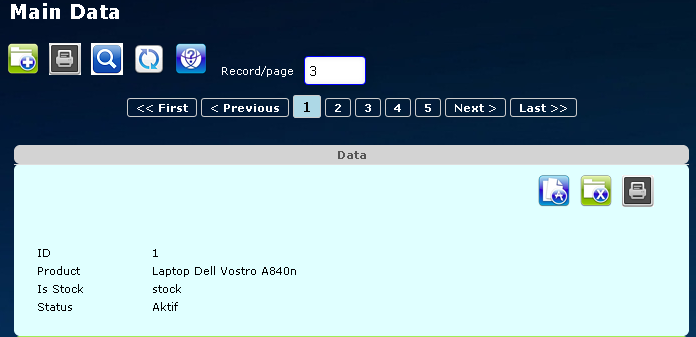 Main Data
Record/page 3
<< First < Previous 1 2 3 4 5 Next > Last >>
Data
ID 1
Product Laptop Dell Vostro A840n
Is Stock stock
Status Aktif